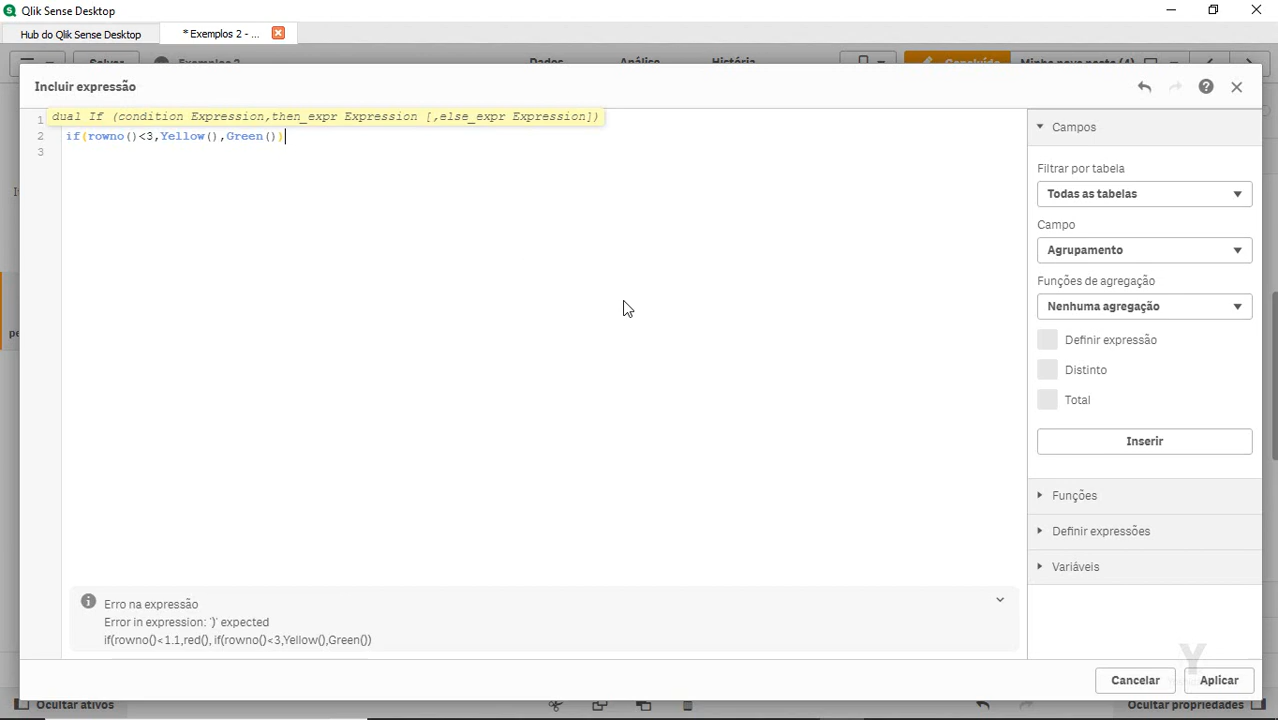 Qlik Sense Desktop
Hub do Qlik Sense Desktop
* Exemplos 2 - ...
Dados
Análise
História
Concluído
Incluir expressão
dual If (condition Expression,then_expr Expression [,else_expr Expression])
1
2 if(rowno()<3,Yellow(),Green())
3
Campos
Filtrar por tabela
Todas as tabelas
Campo
Agrupamento
Funções de agregação
Nenhuma agregação
Definir expressão
Distinto
Total
Inserir
Funções
Definir expressões
Variáveis
Erro na expressão
Error in expression: ')' expected
if(rowno()<1.1,red(), if(rowno()<3,Yellow(),Green())
Cancelar
Aplicar
Ocultar ativos
Ocultar propriedades
pe
Y